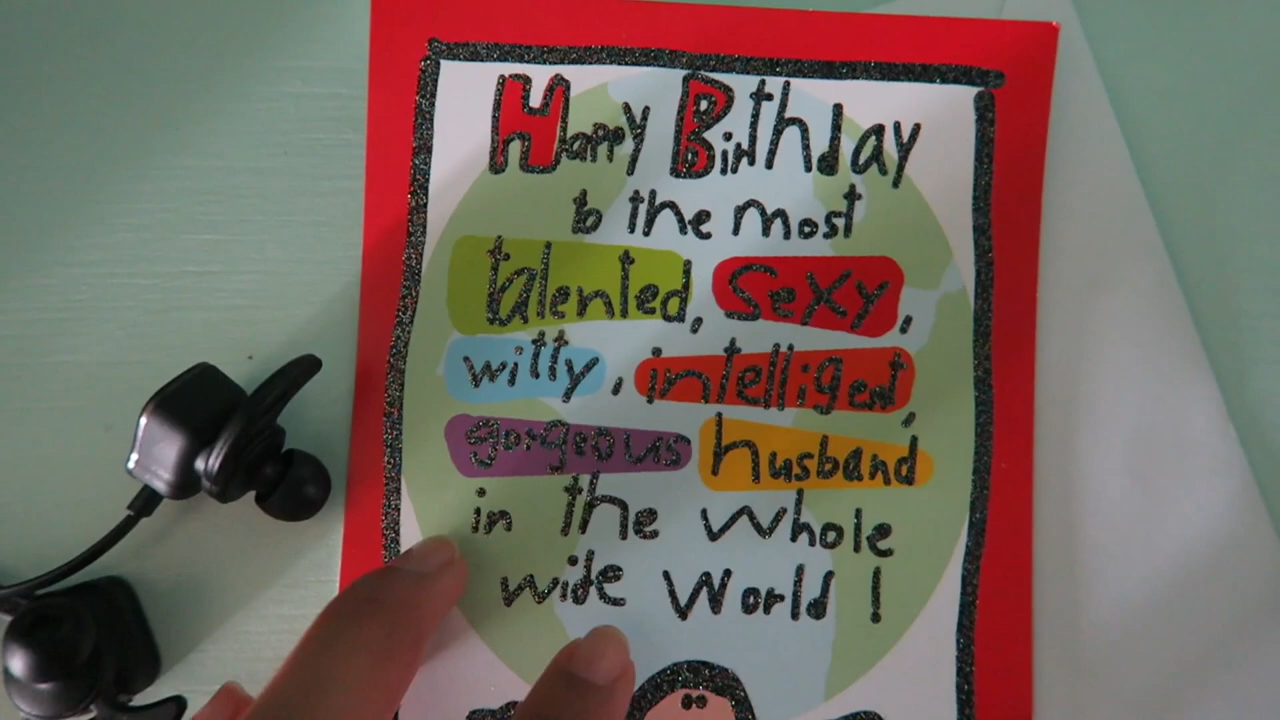 Happy Birthday
to the most
talented, sexy,
witty, intelligent,
gorgeous husband
in the whole
wide World!